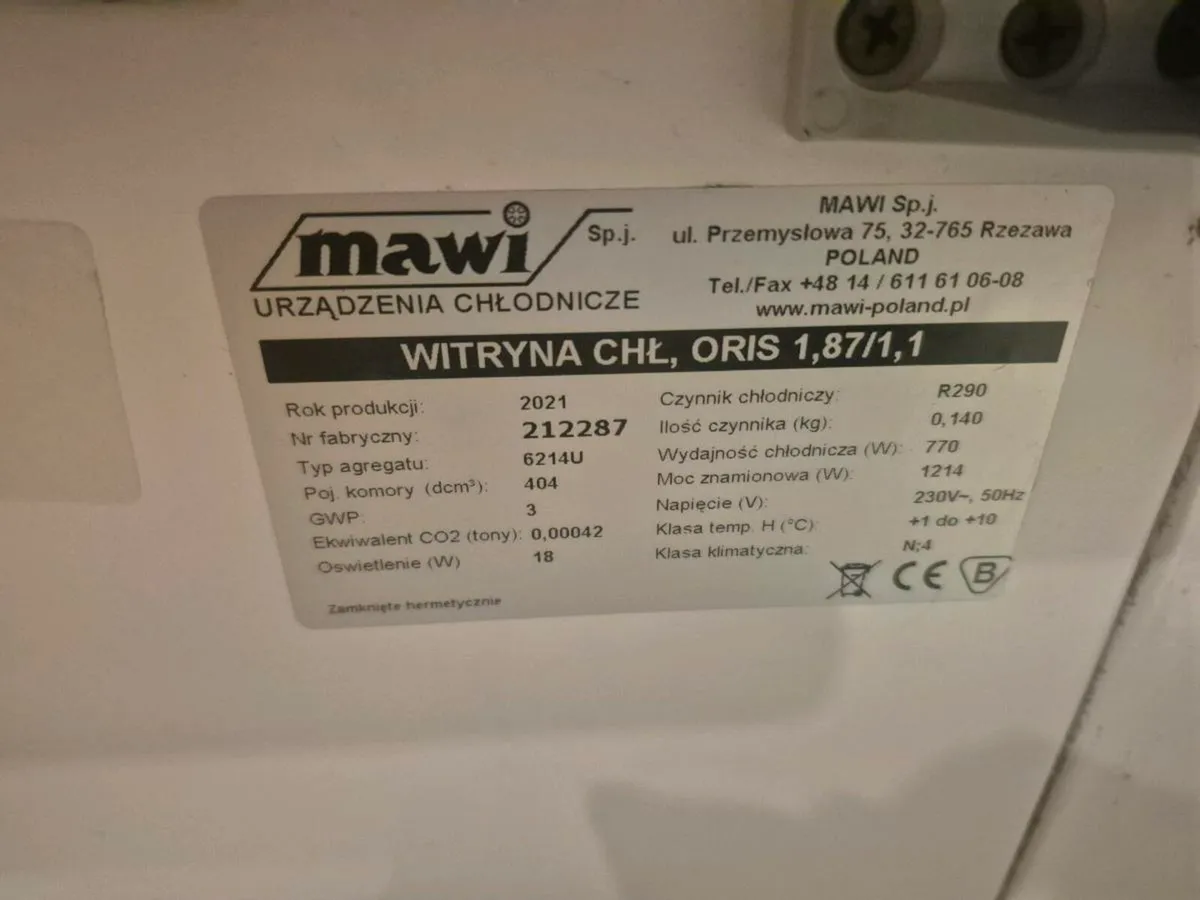 mawi Sp.j.
URZĄDZENIA CHŁODNICZE
MAWI Sp.j.
ul. Przemysłowa 75, 32-765 Rzezawa
POLAND
Tel./Fax +48 14 / 611 61 06-08
www.mawi-poland.pl
WITRYNA CHŁ, ORIS 1,87/1,1
Rok produkcji: 2021
Nr fabryczny: 212287
Typ agregatu: 6214U
Poj. komory (dcm³): 404
GWP: 3
Ekwiwalent CO2 (tony): 0,00042
Oswietlenie (W) 18
Zamknięte hermetycznie
Czynnik chłodniczy: R290
Ilość czynnika (kg): 0,140
Wydajność chłodnicza (W): 770
Moc znamionowa (W): 1214
Napięcie (V): 230V~, 50Hz
Klasa temp. H (°C): +1 do +10
Klasa klimatyczna: N;4
CE B